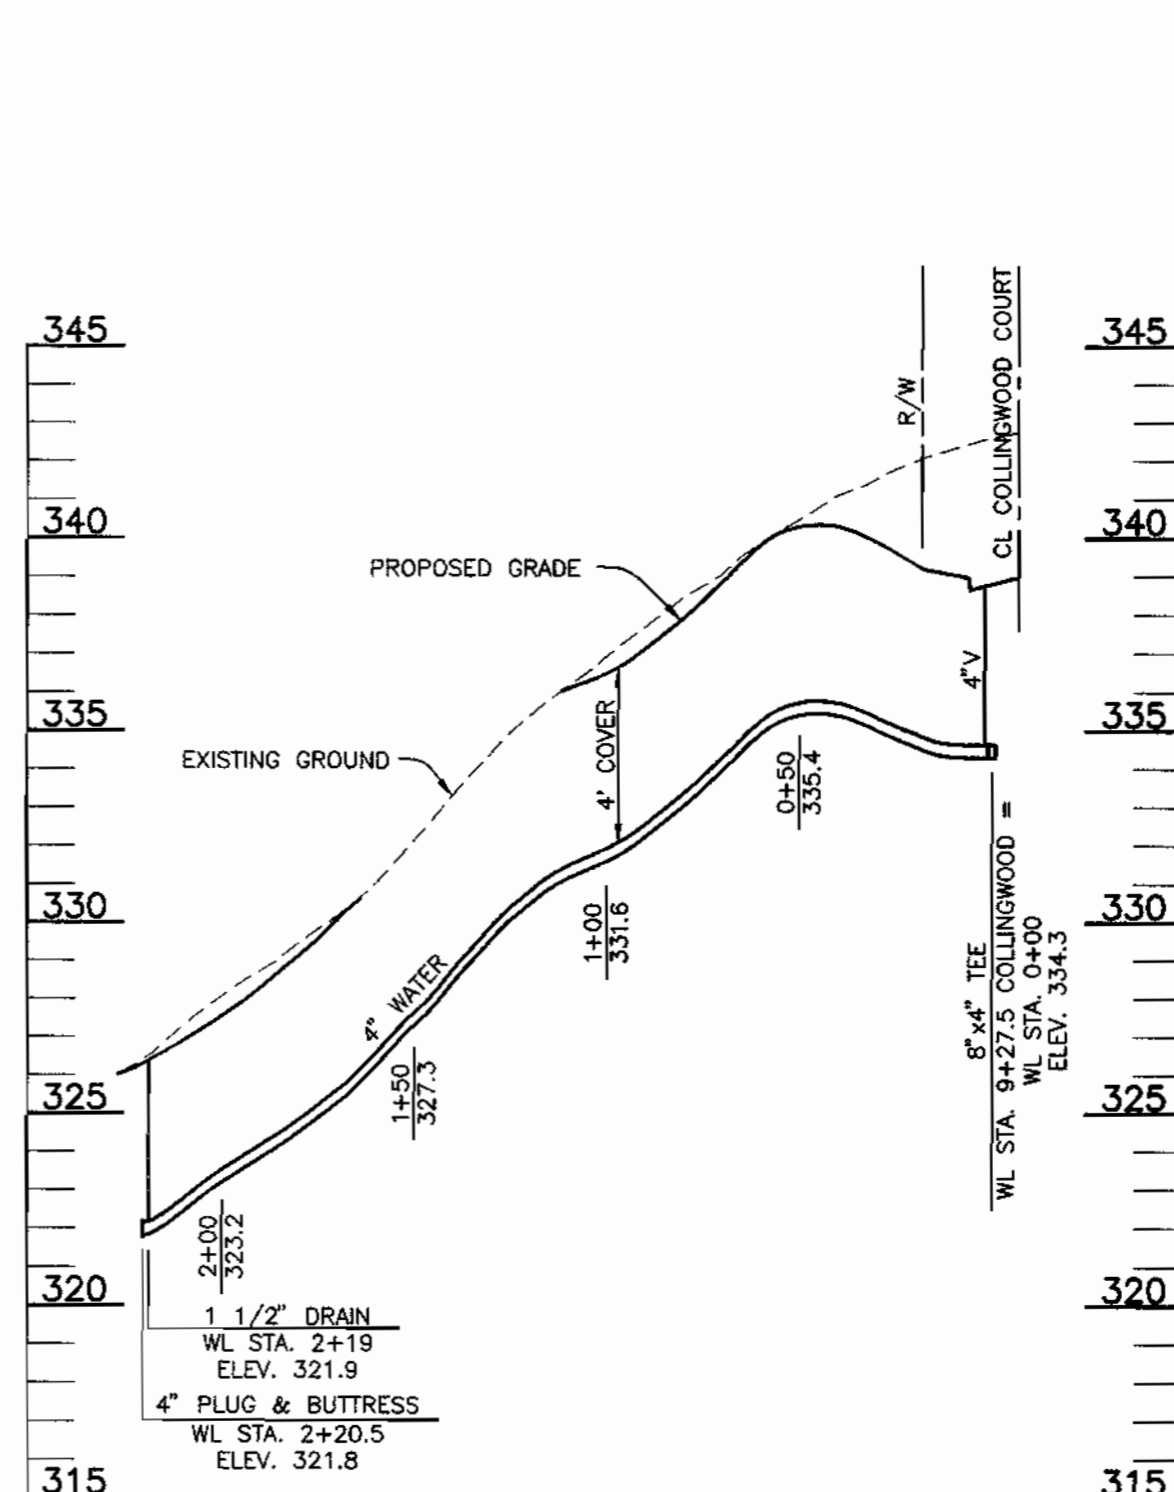 345
345
R/W
CL COLLINGWOOD COURT
340
340
PROPOSED GRADE
4"V
335
335
EXISTING GROUND
4' COVER
0+50
335.4
330
330
1+00
331.6
4" WATER
8"x4" TEE
WL STA. 9+27.5 COLLINGWOOD =
WL STA. 0+00
ELEV. 334.3
1+50
327.3
325
325
2+00
323.2
320
320
1 1/2" DRAIN
WL STA. 2+19
ELEV. 321.9
4" PLUG & BUTTRESS
WL STA. 2+20.5
ELEV. 321.8
315
315